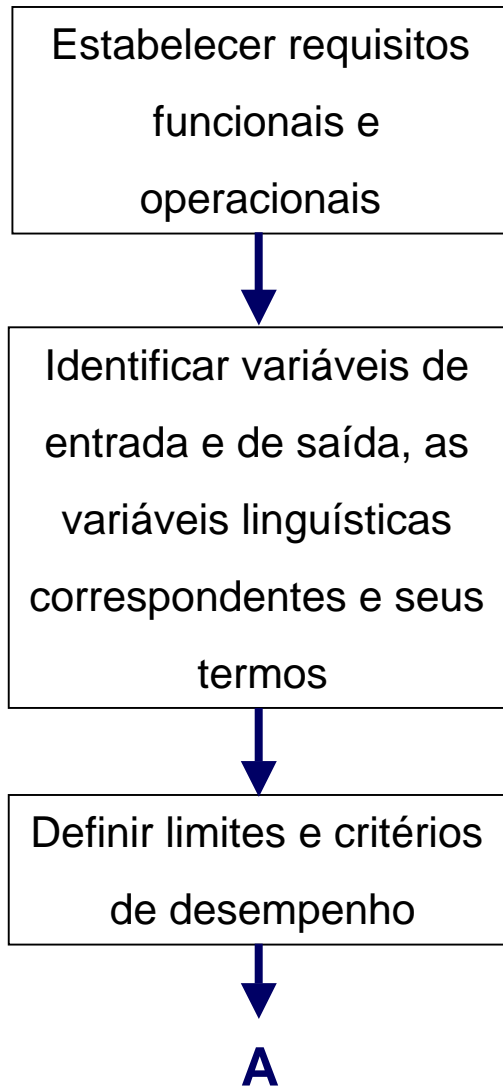 Estabelecer requisitos
funcionais e
operacionais
Identificar variáveis de
entrada e de saída, as
variáveis linguísticas
correspondentes e seus
termos
Definir limites e critérios
de desempenho
A